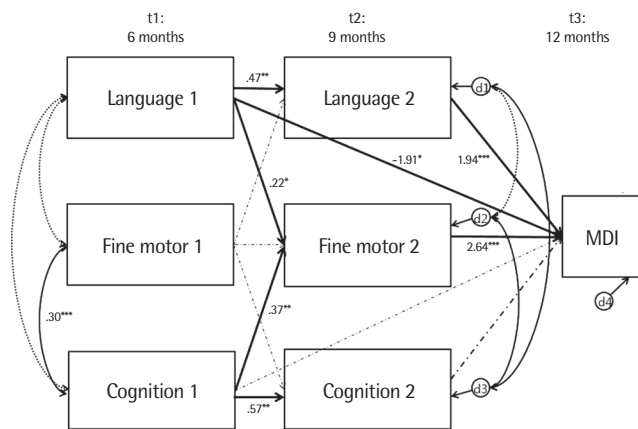 t1:
6 months
t2:
9 months
t3:
12 months
Language 1
.47**
Language 2
d1
-1.91*
1.94***
.22*
Fine motor 1
Fine motor 2
d2
2.64***
MDI
d4
.30***
.37**
Cognition 1
.57**
Cognition 2
d3